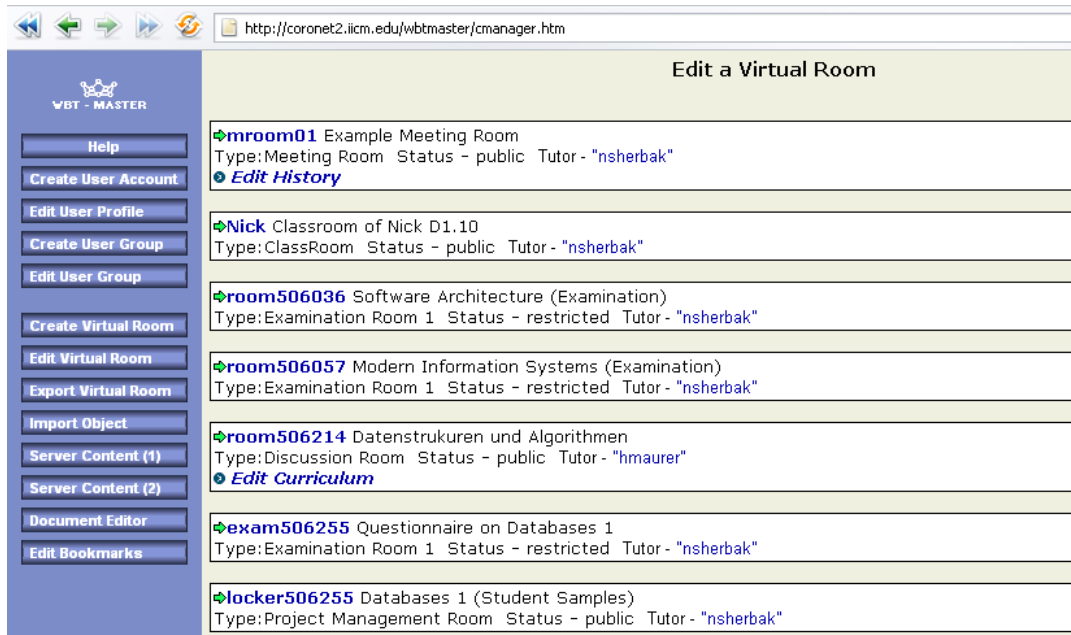 http://coronet2.iicm.edu/wbtmaster/cmanager.htm
WBT - MASTER
Help
Create User Account
Edit User Profile
Create User Group
Edit User Group
Create Virtual Room
Edit Virtual Room
Export Virtual Room
Import Object
Server Content (1)
Server Content (2)
Document Editor
Edit Bookmarks
Edit a Virtual Room
mroom01 Example Meeting Room
Type:Meeting Room Status - public Tutor - "nsherbak"
Edit History
Nick Classroom of Nick D1.10
Type:ClassRoom Status - public Tutor - "nsherbak"
room506036 Software Architecture (Examination)
Type:Examination Room 1 Status - restricted Tutor - "nsherbak"
room506057 Modern Information Systems (Examination)
Type:Examination Room 1 Status - restricted Tutor - "nsherbak"
room506214 Datenstrukuren und Algorithmen
Type:Discussion Room Status - public Tutor - "hmaurer"
Edit Curriculum
exam506255 Questionnaire on Databases 1
Type:Examination Room 1 Status - restricted Tutor - "nsherbak"
locker506255 Databases 1 (Student Samples)
Type:Project Management Room Status - public Tutor - "nsherbak"